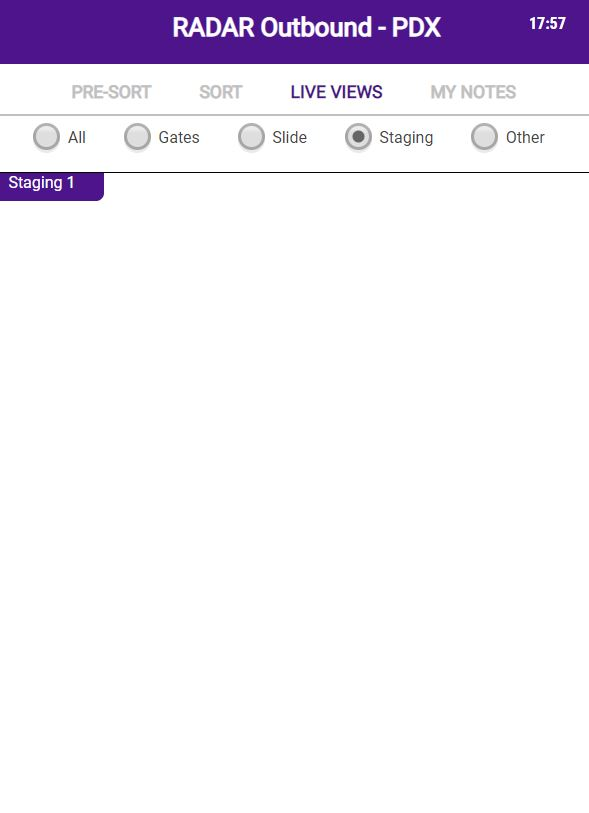 RADAR Outbound - PDX 17:57
PRE-SORT SORT LIVE VIEWS MY NOTES
All Gates Slide Staging Other
Staging 1